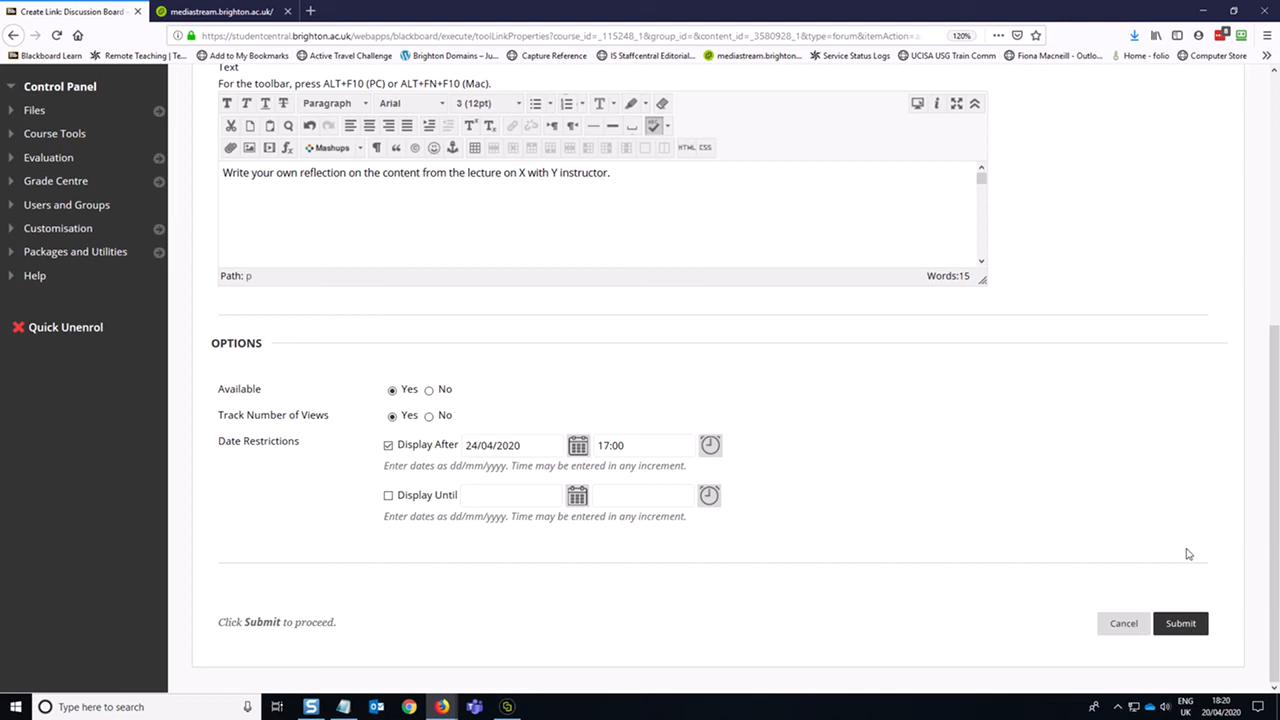 Create Link: Discussion Board -
mediastream.brighton.ac.uk/
https://studentcentral.brighton.ac.uk/webapps/blackboard/execute/toolLinkProperties?course_id=_115248_1&group_id=&content_id=_3580928_1&type=forum&itemAction=
120%
Blackboard Learn
Remote Teaching | Te...
Add to My Bookmarks
Active Travel Challenge
Brighton Domains – Ju...
Capture Reference
IS Staffcentral Editorial...
mediastream.brighton...
Service Status Logs
UCISA USG Train Comm
Fiona Macneill / Overv...
Home - folio
Computer Store
Control Panel
Files
Course Tools
Evaluation
Grade Centre
Users and Groups
Customisation
Packages and Utilities
Help
Quick Unenrol
Text
For the toolbar, press ALT+F10 (PC) or ALT+FN+F10 (Mac).
T T T T Paragraph Arial 3 (12pt)
Mashups HTML CSS
Write your own reflection on the content from the lecture on X with Y instructor.
Path: p
Words:15
OPTIONS
Available Yes No
Track Number of Views Yes No
Date Restrictions
Display After 24/04/2020 17:00
Enter dates as dd/mm/yyyy. Time may be entered in any increment.
Display Until
Enter dates as dd/mm/yyyy. Time may be entered in any increment.
Click Submit to proceed.
Cancel Submit
Type here to search
ENG
UK
18:20
20/04/2020